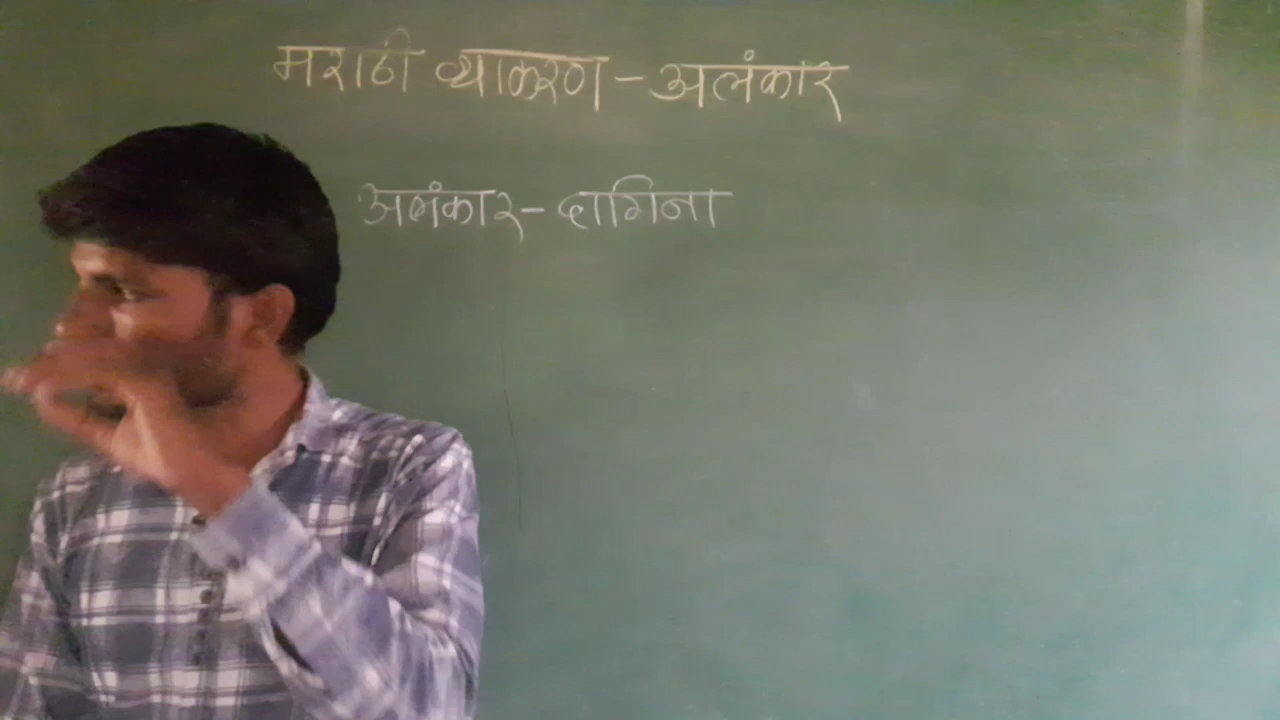 मराठी व्याकरण - अलंकार
अलंकार - दागिना